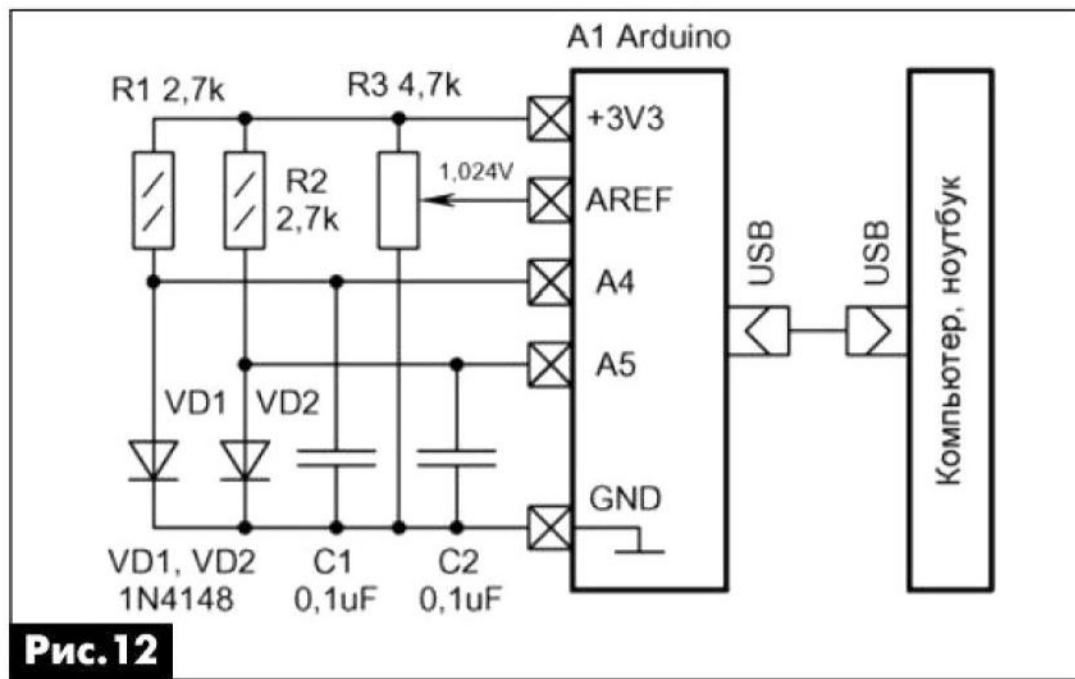 A1 Arduino
R1 2,7k
R3 4,7k
+3V3
R2
2,7k
1,024V
AREF
A4
A5
USB
USB
Компьютер, ноутбук
VD1
VD2
GND
VD1, VD2
1N4148
C1
0,1uF
C2
0,1uF
Рис.12